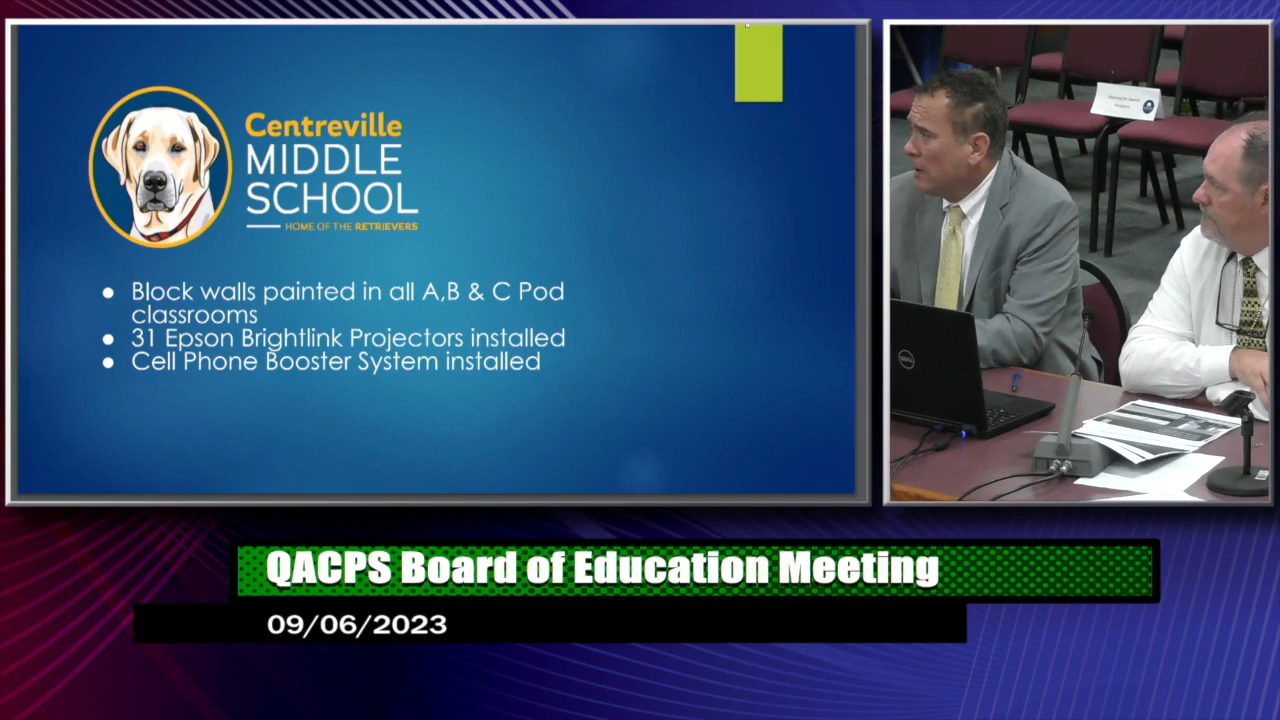 Centreville
MIDDLE
SCHOOL
HOME OF THE RETRIEVERS
● Block walls painted in all A,B & C Pod
classrooms
● 31 Epson Brightlink Projectors installed
● Cell Phone Booster System installed
DELL
QACPS Board of Education Meeting
09/06/2023